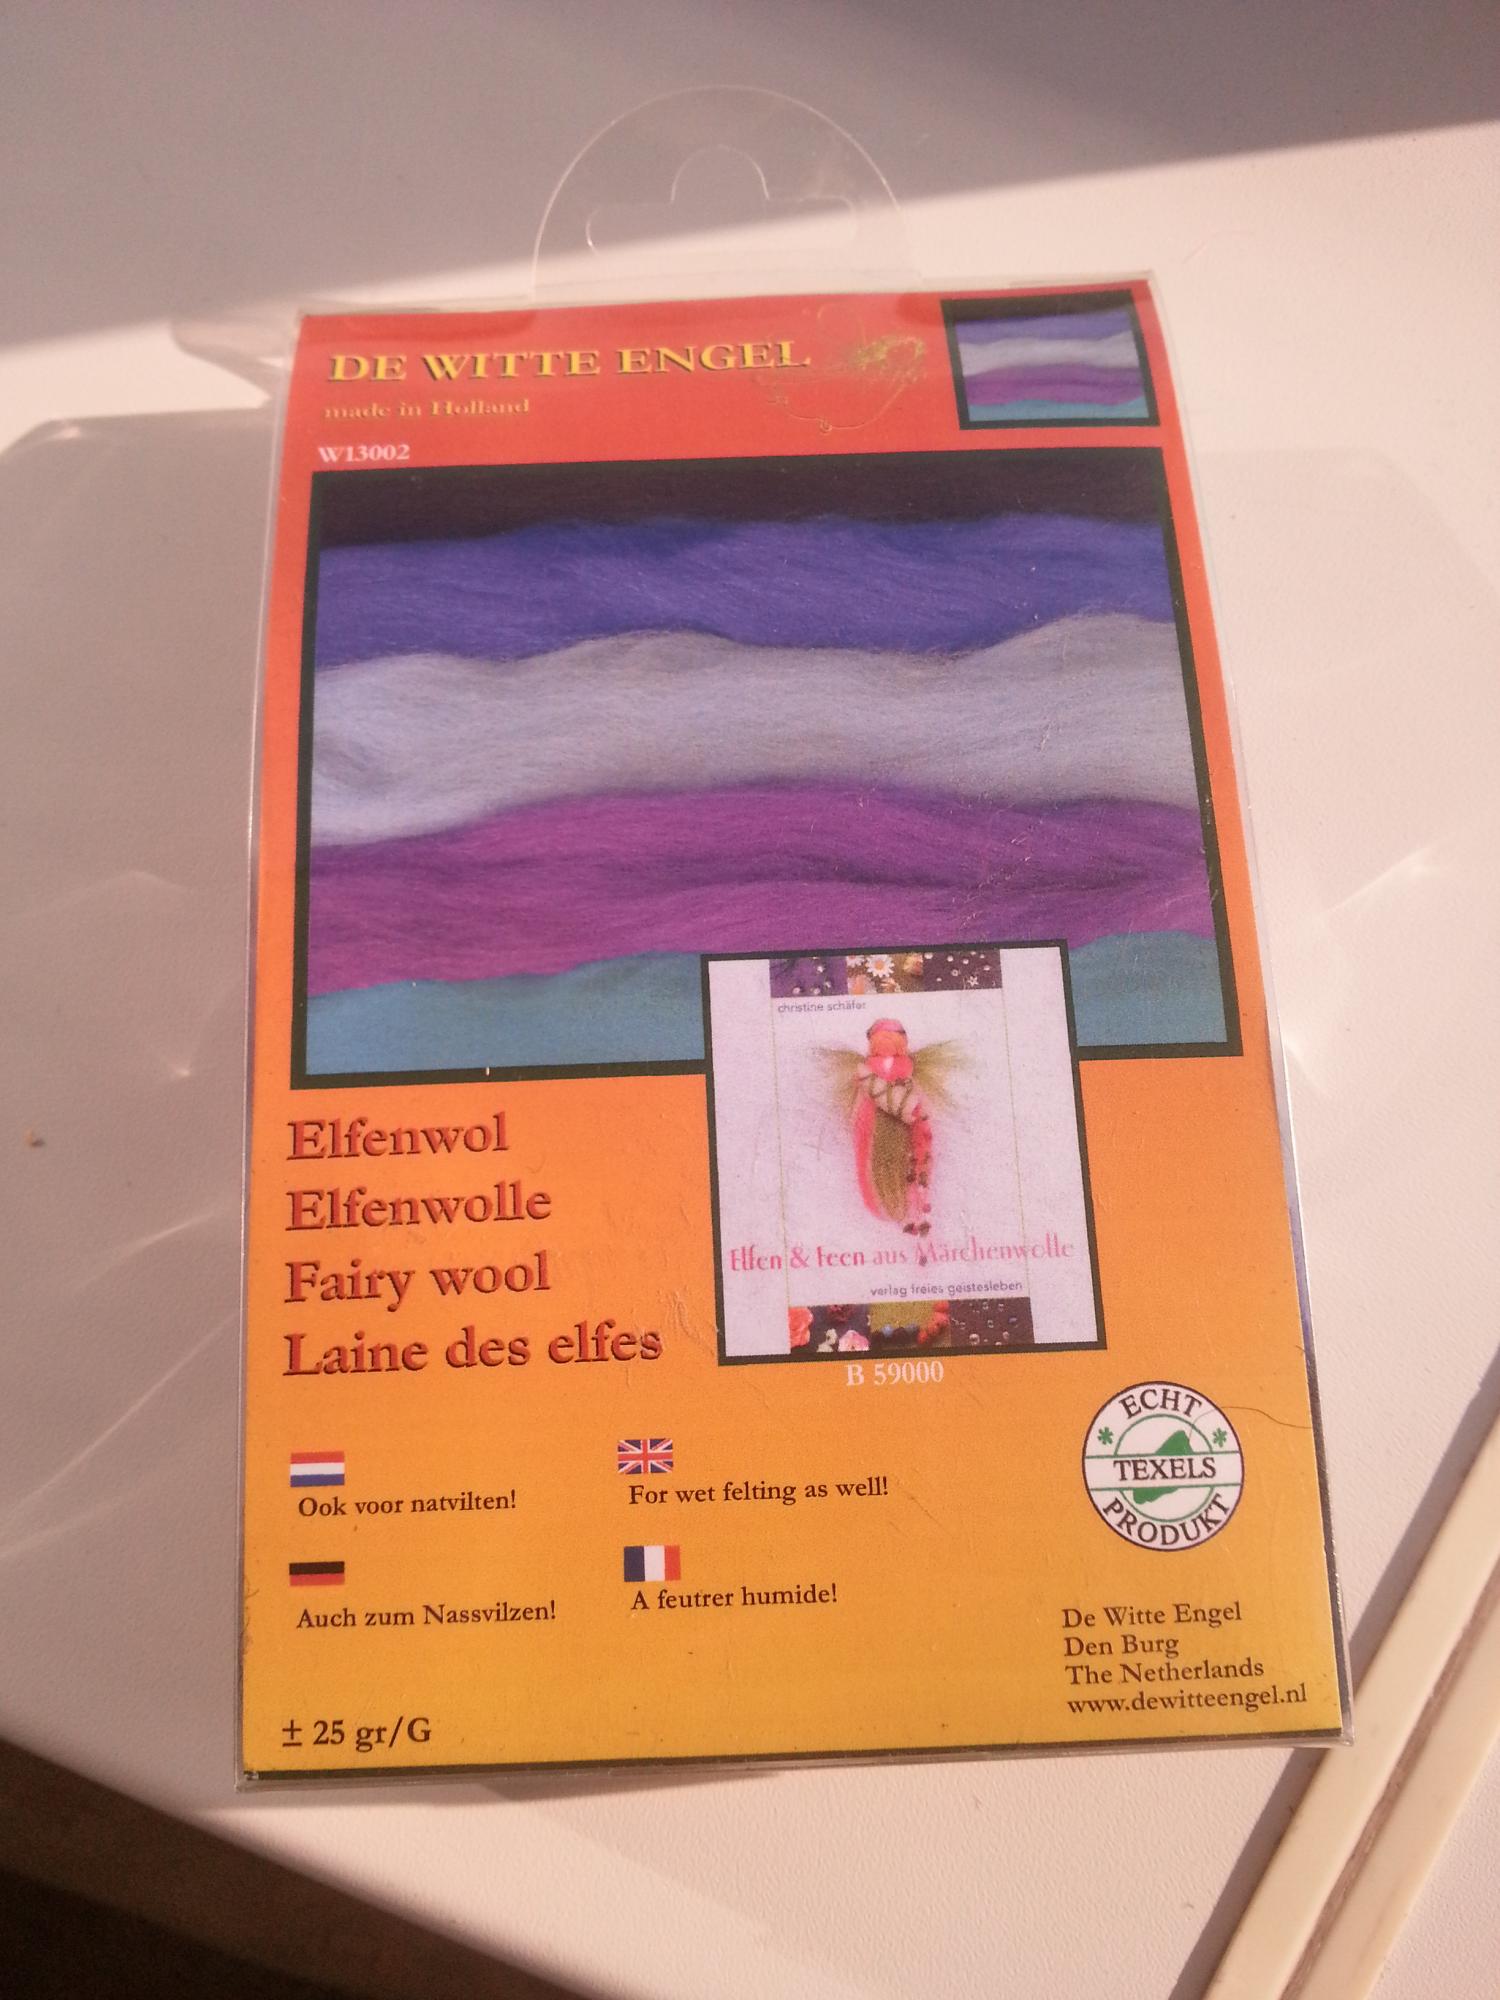 DE WITTE ENGEL
made in Holland
W13002
christine schäfer
Elfen & Feen aus Märchenwolle
verlag freies geistesleben
B 59000
Elfenwol
Elfenwolle
Fairy wool
Laine des elfes
Ook voor natvilten!
For wet felting as well!
Auch zum Nassvilzen!
A feutrer humide!
ECHT
TEXELS
PRODUKT
De Witte Engel
Den Burg
The Netherlands
www.dewitteengel.nl
± 25 gr/G